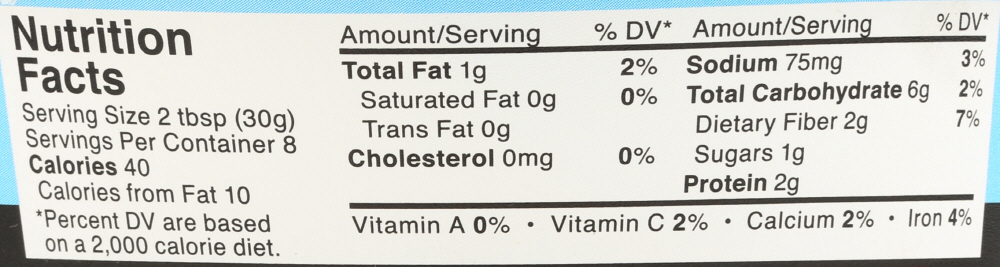 Nutrition
Facts
Serving Size 2 tbsp (30g)
Servings Per Container 8
Calories 40
Calories from Fat 10
*Percent DV are based
on a 2,000 calorie diet.
Amount/Serving % DV*
Total Fat 1g 2%
Saturated Fat 0g 0%
Trans Fat 0g
Cholesterol 0mg 0%
Amount/Serving % DV*
Sodium 75mg 3%
Total Carbohydrate 6g 2%
Dietary Fiber 2g 7%
Sugars 1g
Protein 2g
Vitamin A 0% • Vitamin C 2% • Calcium 2% • Iron 4%